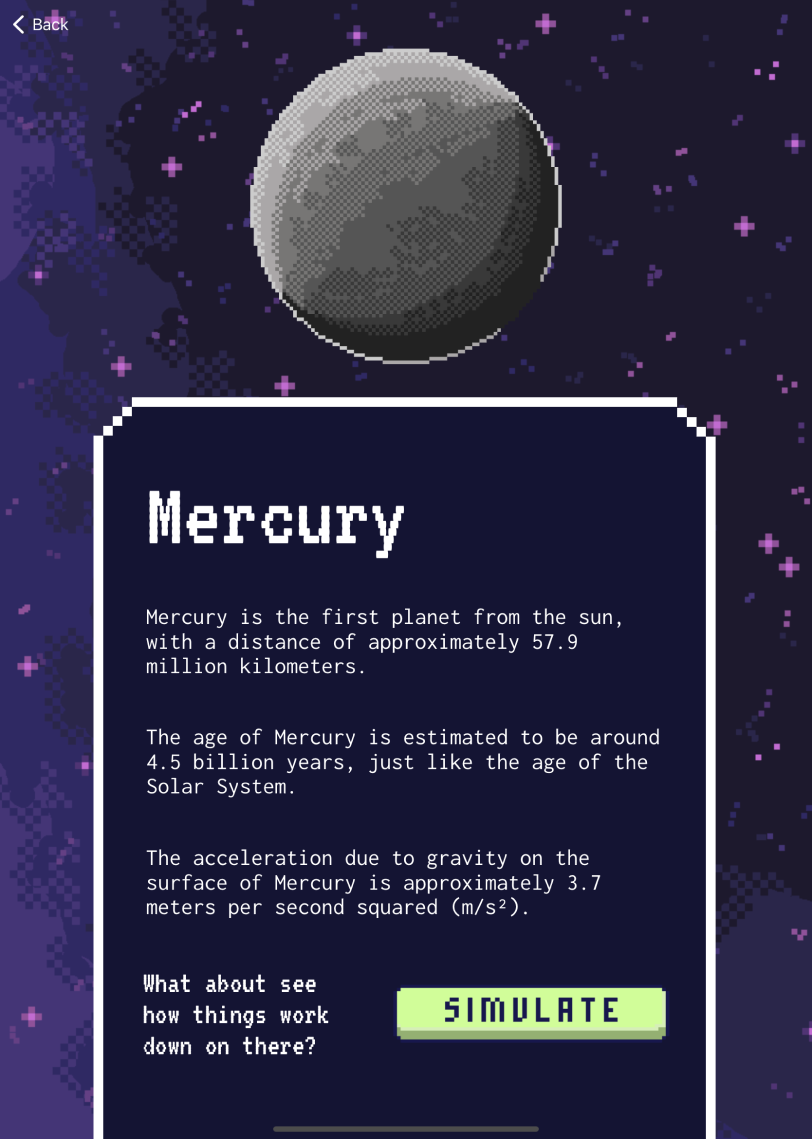 Back
Mercury
Mercury is the first planet from the sun,
with a distance of approximately 57.9
million kilometers.
The age of Mercury is estimated to be around
4.5 billion years, just like the age of the
Solar System.
The acceleration due to gravity on the
surface of Mercury is approximately 3.7
meters per second squared (m/s²).
What about see
how things work
down on there?
SIMULATE